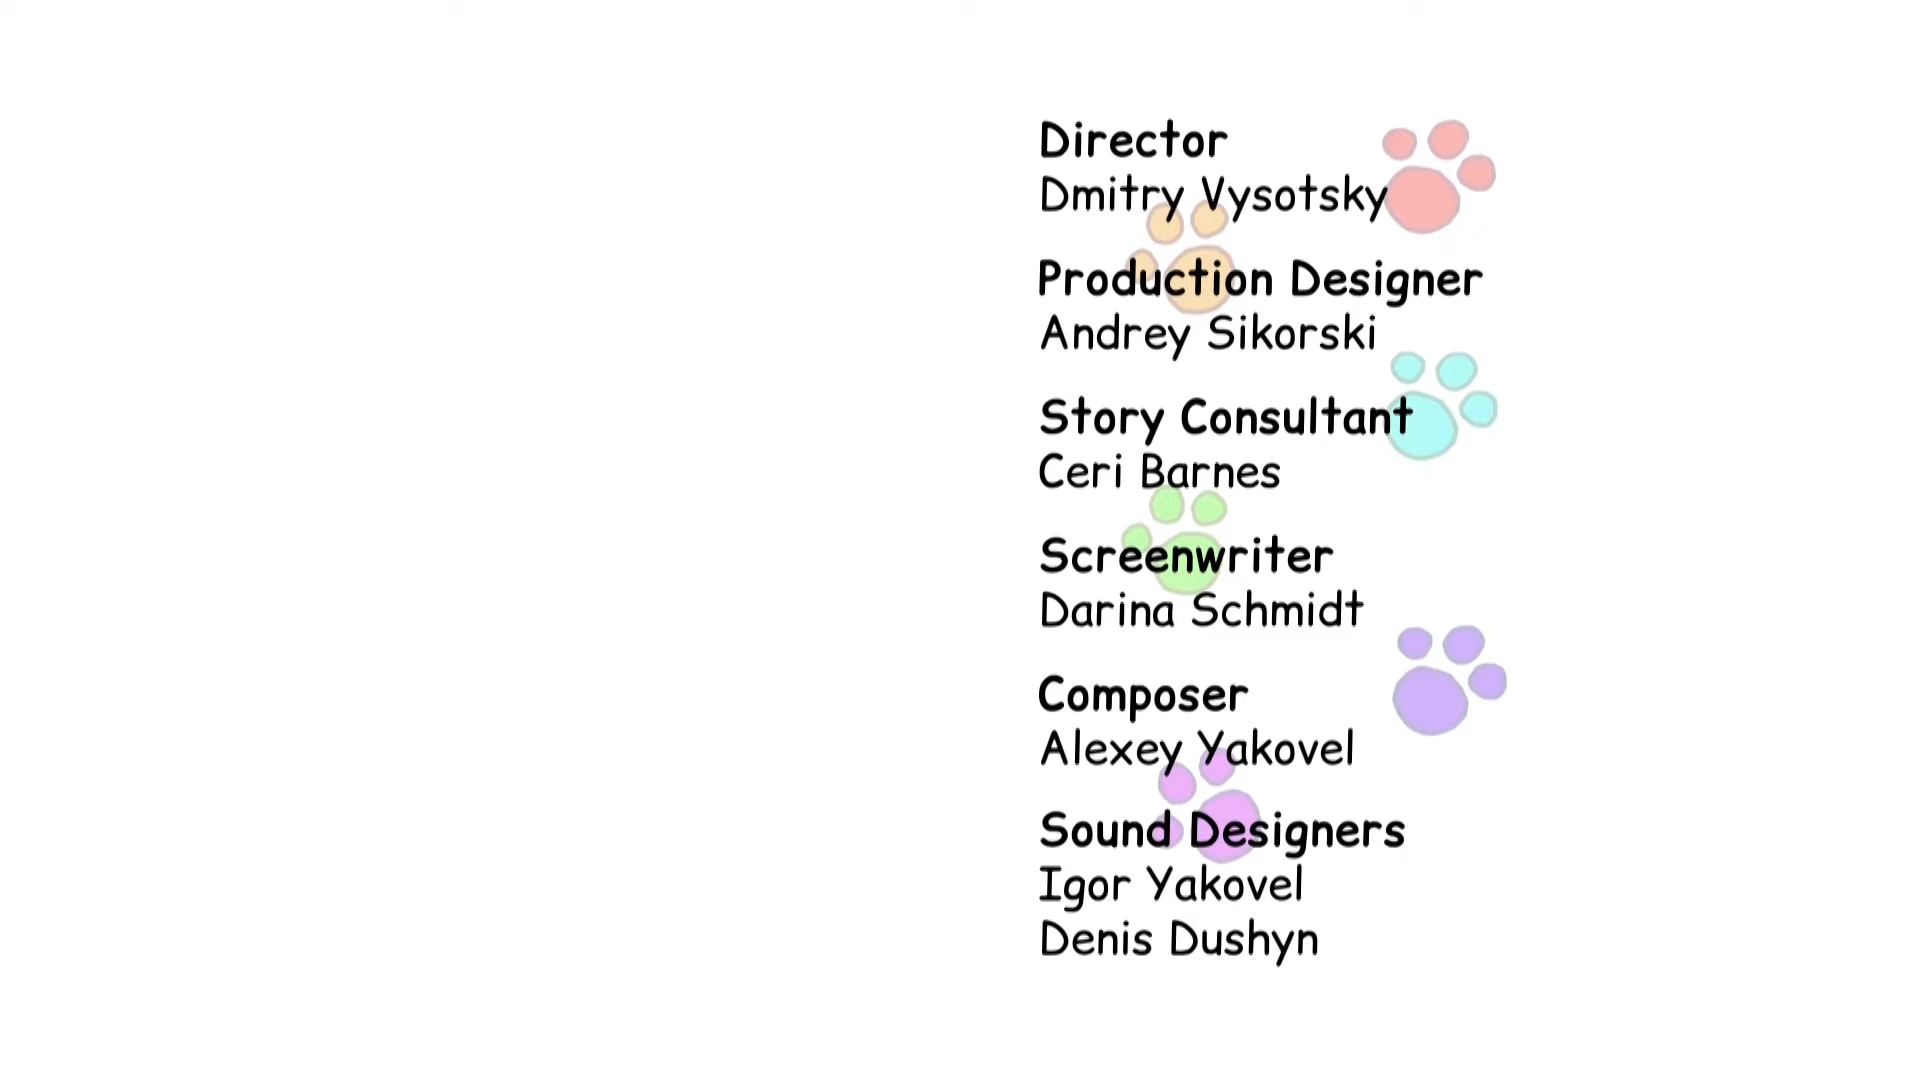 Director
Dmitry Vysotsky
Production Designer
Andrey Sikorski
Story Consultant
Ceri Barnes
Screenwriter
Darina Schmidt
Composer
Alexey Yakovel
Sound Designers
Igor Yakovel
Denis Dushyn